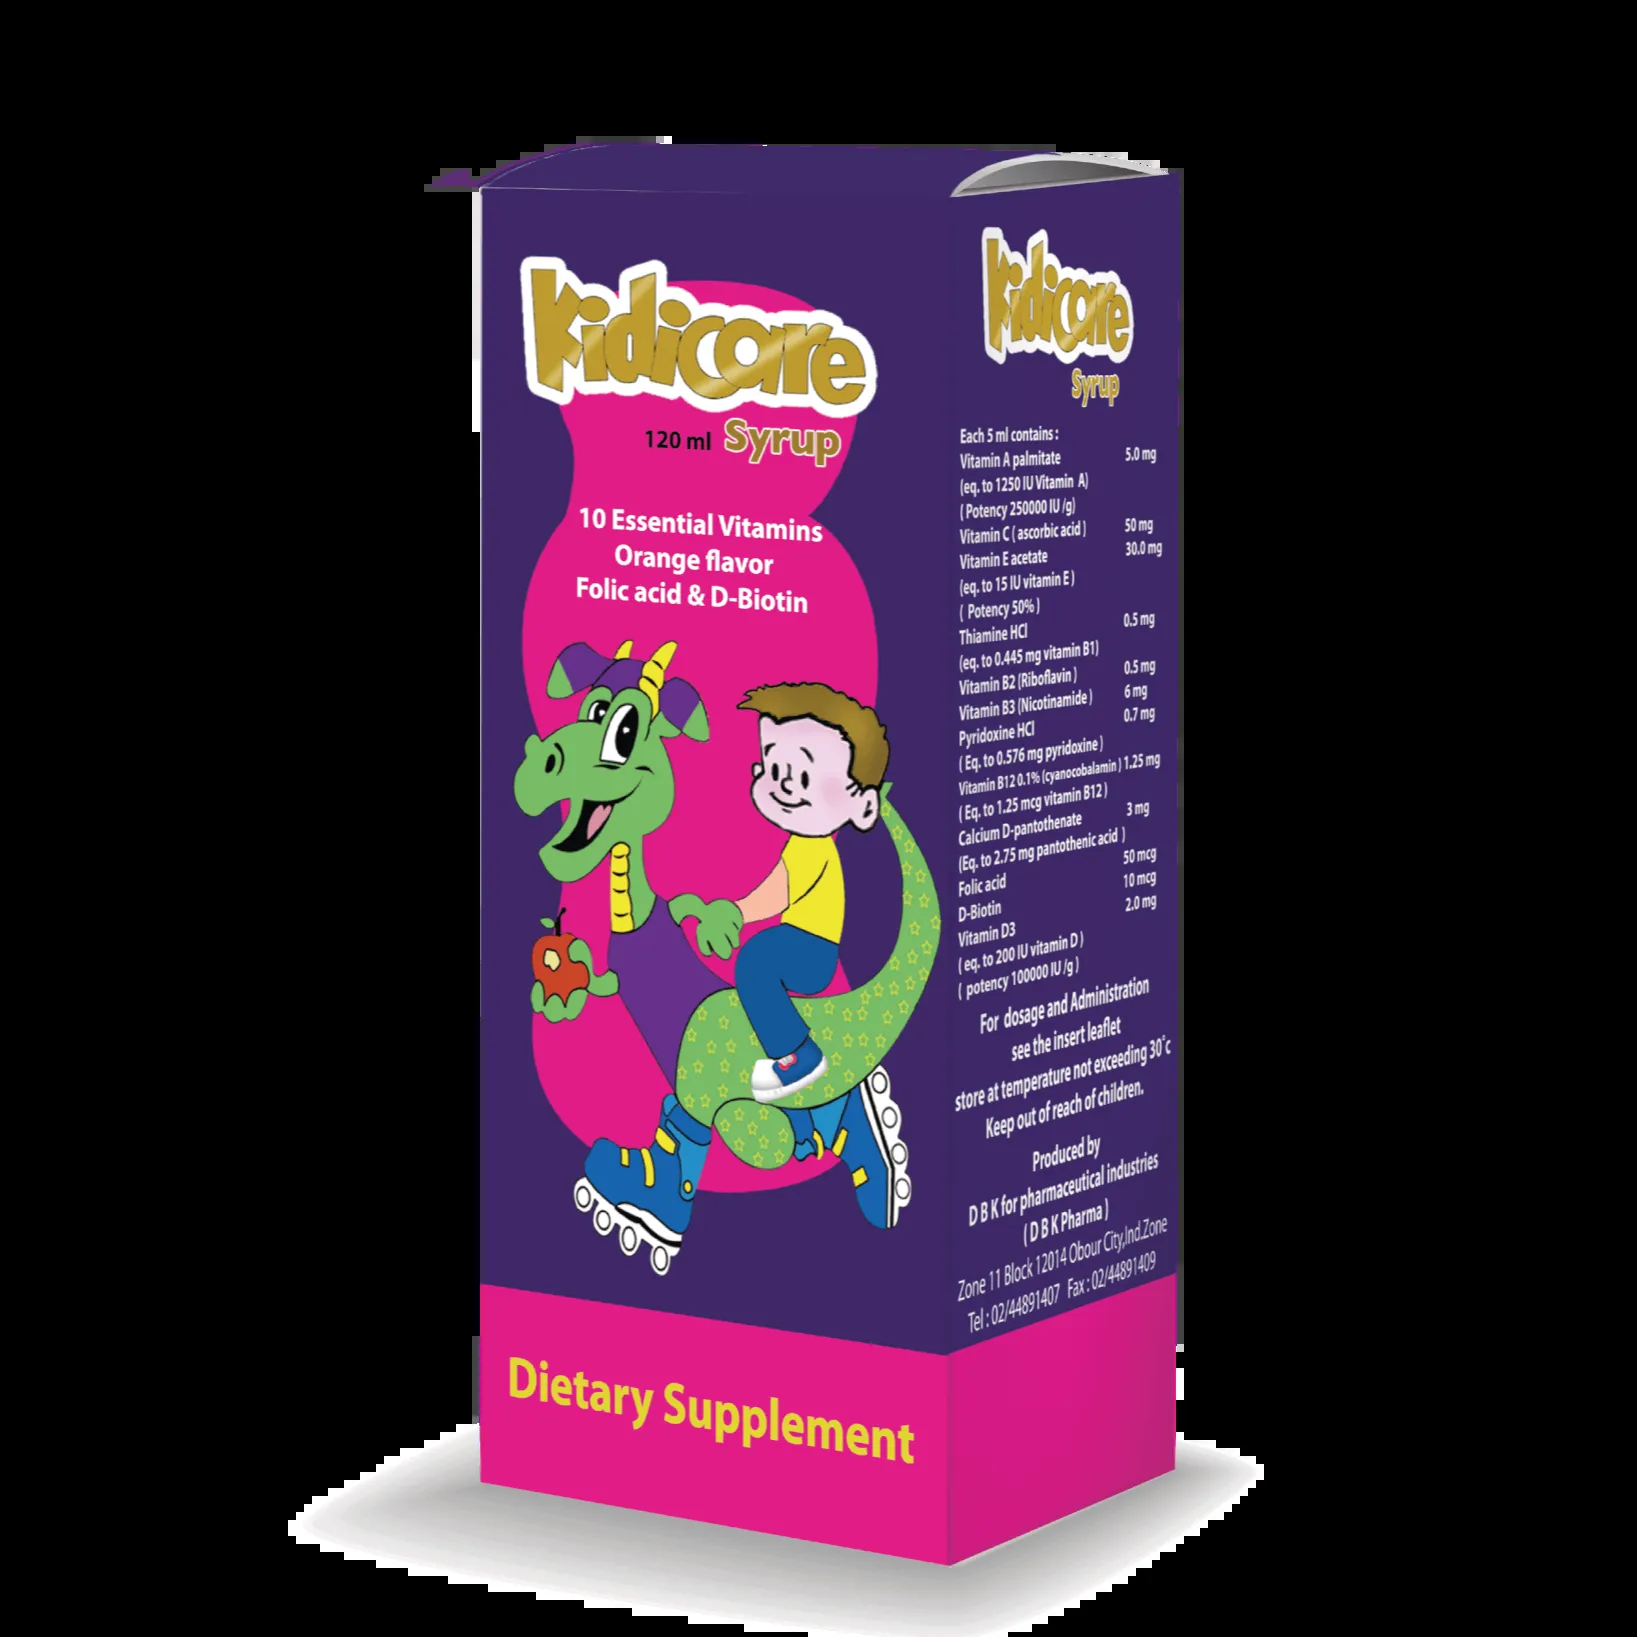 Kidicare
120 ml Syrup
10 Essential Vitamins
Orange flavor
Folic acid & D-Biotin
Dietary Supplement
Kidicare
Syrup
Each 5 ml contains :
Vitamin A palmitate 5.0 mg
(eq. to 1250 IU Vitamin A)
( Potency 250000 IU /g)
Vitamin C ( ascorbic acid ) 50 mg
Vitamin E acetate 30.0 mg
(eq. to 15 IU vitamin E )
( Potency 50% )
Thiamine HCl 0.5 mg
(eq. to 0.445 mg vitamin B1)
Vitamin B2 (Riboflavin ) 0.5 mg
Vitamin B3 (Nicotinamide ) 6 mg
Pyridoxine HCl 0.7 mg
( Eq. to 0.576 mg pyridoxine )
Vitamin B12 0.1% (cyanocobalamin ) 1.25 mg
( Eq. to 1.25 mcg vitamin B12 )
Calcium D-pantothenate 3 mg
(Eq. to 2.75 mg pantothenic acid )
Folic acid 50 mcg
D-Biotin 10 mcg
Vitamin D3 2.0 mg
( eq. to 200 IU vitamin D )
( potency 100000 IU /g )
For dosage and Administration
see the insert leaflet
store at temperature not exceeding 30°c
Keep out of reach of children.
Produced by
D B K for pharmaceutical industries
( D B K Pharma )
Zone 11 Block 12014 Obour City,Ind.Zone
Tel : 02/44891407 Fax : 02/44891409